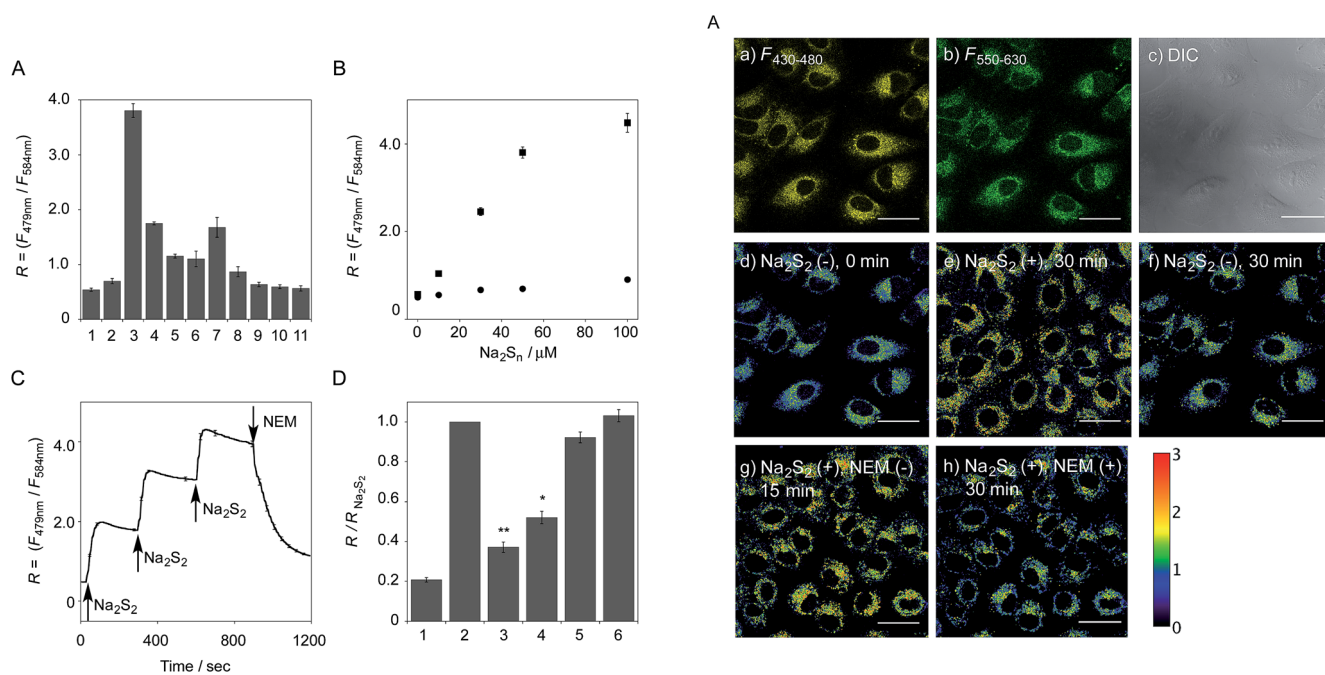 A
R = (F479nm / F584nm)
4.0
4.0
2.0
1.0
0
1 2 3 4 5 6 7 8 9 10 11
B
R = (F479nm / F584nm)
4.0
2.0
0
0 20 40 60 80 100
Na2Sn / μM
C
R = (F479nm / F584nm)
4.0
2.0
0
NEM
Na2S2
Na2S2
Na2S2
0 400 800 1200
Time / sec
D
R / R Na2S2
1.0
0.8
0.6
0.4
0.2
0
** *
1 2 3 4 5 6
A
a) F430-480
b) F550-630
c) DIC
d) Na2S2 (-), 0 min
e) Na2S2 (+), 30 min
f) Na2S2 (-), 30 min
g) Na2S2 (+), NEM (-)
15 min
h) Na2S2 (+), NEM (+)
30 min
3
2
1
0